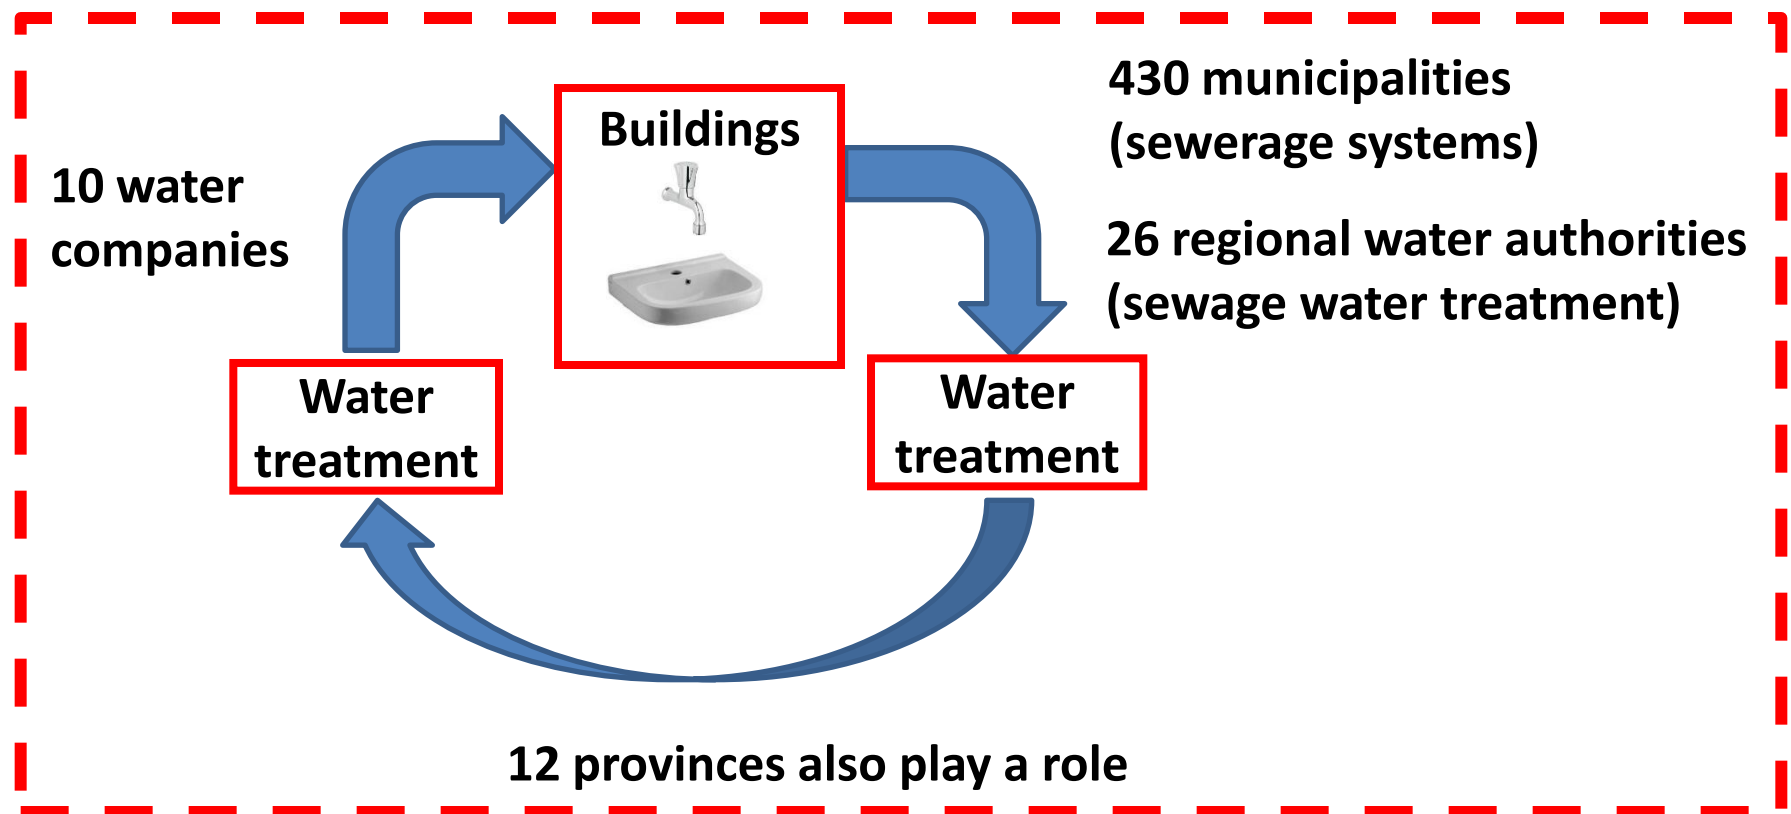 10 water
companies
Buildings
430 municipalities
(sewerage systems)
26 regional water authorities
(sewage water treatment)
Water
treatment
Water
treatment
12 provinces also play a role